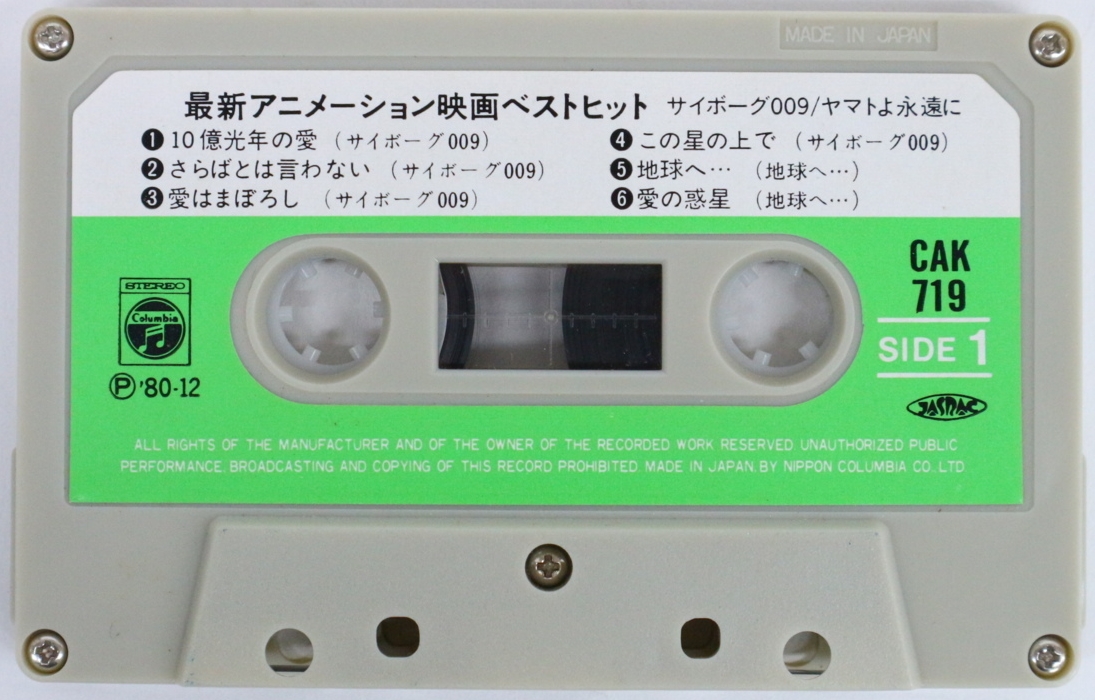 MADE IN JAPAN
最新アニメーション映画ベストヒット サイボーグ009/ヤマトよ永遠に
❶10億光年の愛 (サイボーグ009)
❷さらばとは言わない (サイボーグ009)
❸愛はまぼろし (サイボーグ009)
❹この星の上で (サイボーグ009)
❺地球へ… (地球へ…)
❻愛の惑星 (地球へ…)
STEREO
Columbia
Ⓟ'80-12
CAK
719
SIDE 1
JASRAC
ALL RIGHTS OF THE MANUFACTURER AND OF THE OWNER OF THE RECORDED WORK RESERVED UNAUTHORIZED PUBLIC
PERFORMANCE. BROADCASTING AND COPYING OF THIS RECORD PROHIBITED. MADE IN JAPAN. BY NIPPON COLUMBIA CO., LTD